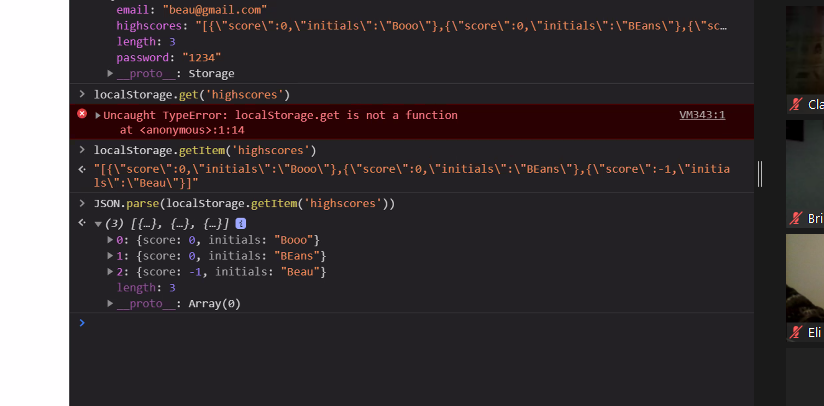 email: "beau@gmail.com"
highscores: "[{\"score\":0,\"initials\":\"Booo\"},{\"score\":0,\"initials\":\"BEans\"},{\"sc…
length: 3
password: "1234"
__proto__: Storage
localStorage.get('highscores')
Uncaught TypeError: localStorage.get is not a function
VM343:1
at <anonymous>:1:14
localStorage.getItem('highscores')
"[{\"score\":0,\"initials\":\"Booo\"},{\"score\":0,\"initials\":\"BEans\"},{\"score\":-1,\"initia
ls\":\"Beau\"}]"
JSON.parse(localStorage.getItem('highscores'))
(3) [{…}, {…}, {…}] i
0: {score: 0, initials: "Booo"}
1: {score: 0, initials: "BEans"}
2: {score: -1, initials: "Beau"}
length: 3
__proto__: Array(0)
Cla
Bri
Eli